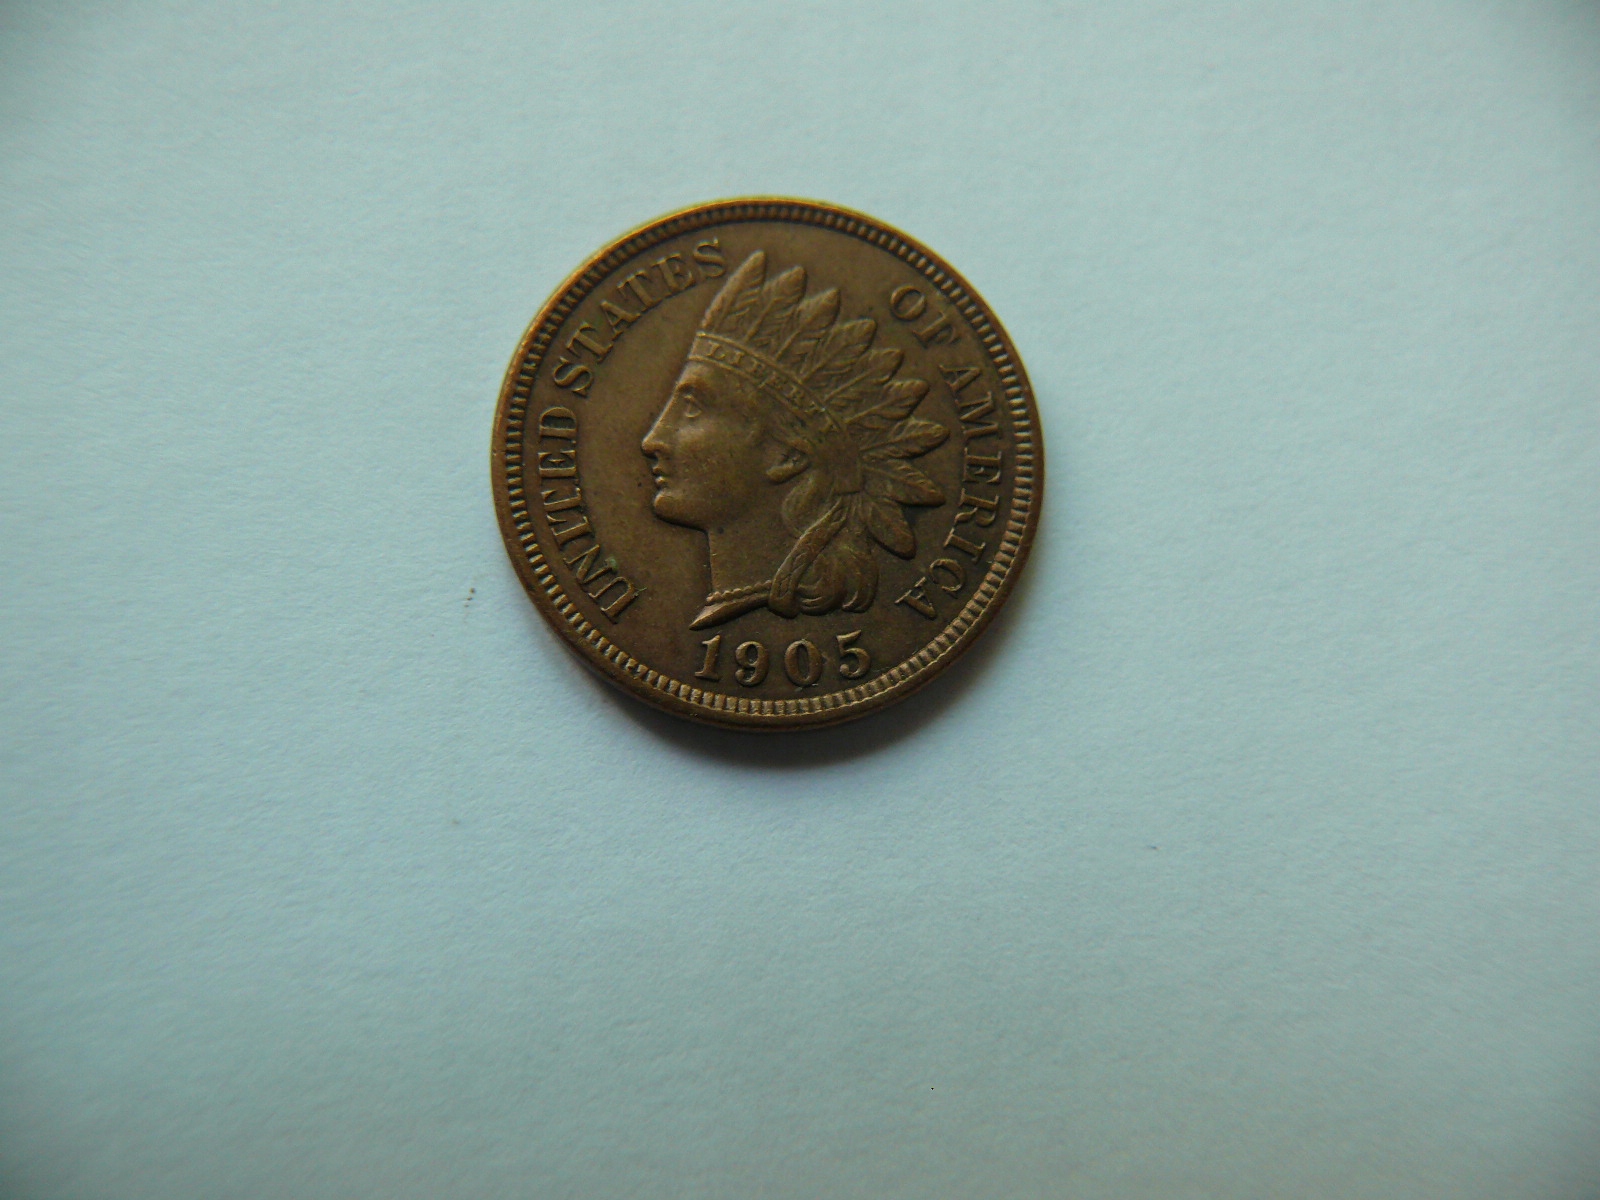 UNITED STATES OF AMERICA
LIBERTY
1905